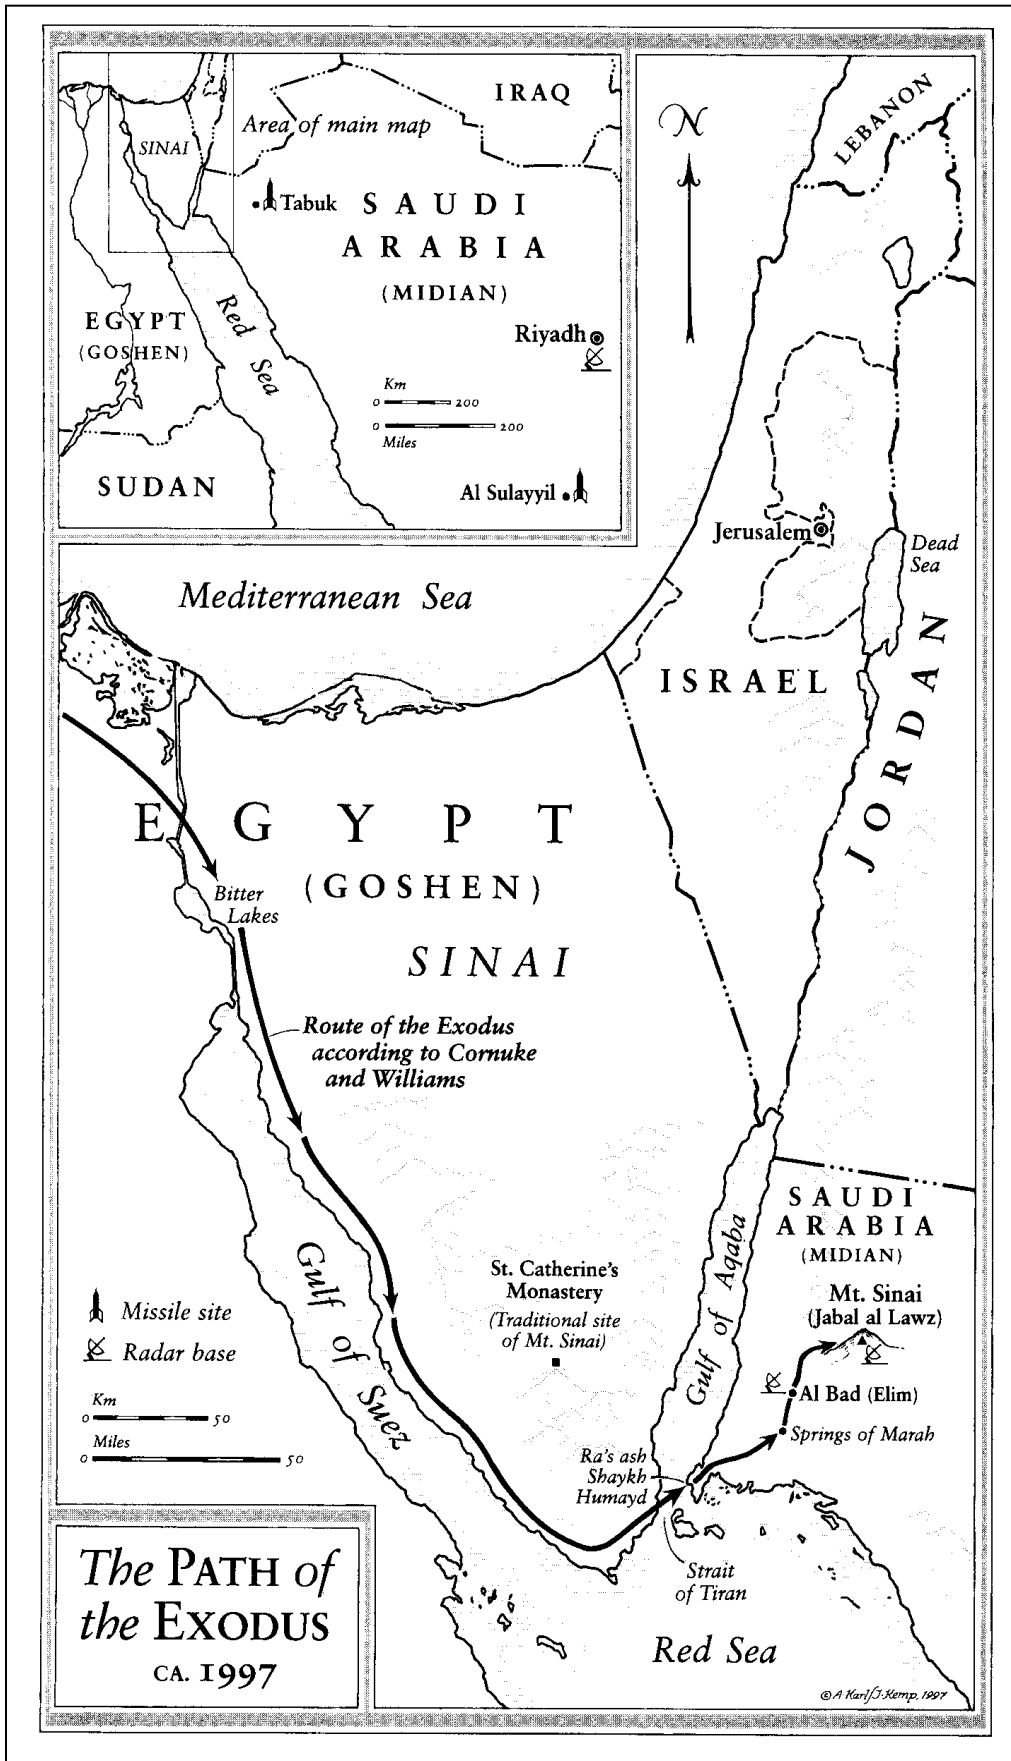 IRAQ
Area of main map
SINAI
Tabuk
SAUDI
ARABIA
(MIDIAN)
EGYPT
(GOSHEN)
Red
Sea
Riyadh
Km
0 200
0 200
Miles
SUDAN
Al Sulayyil
N
LEBANON
Jerusalem
Dead
Sea
Mediterranean Sea
ISRAEL
JORDAN
EGYPT
(GOSHEN)
Bitter
Lakes
SINAI
Route of the Exodus
according to Cornuke
and Williams
SAUDI
ARABIA
(MIDIAN)
Gulf of Aqaba
Gulf of Suez
St. Catherine's
Monastery
(Traditional site
of Mt. Sinai)
Mt. Sinai
(Jabal al Lawz)
Missile site
Radar base
Al Bad (Elim)
Km
0 50
Miles
0 50
Springs of Marah
Ra's ash
Shaykh
Humayd
Strait
of Tiran
The PATH of
the EXODUS
CA. 1997
Red Sea
© A Karl/J. Kemp, 1997